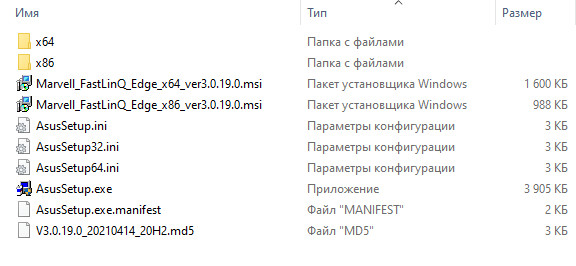 Имя Тип Размер
x64 Папка с файлами
x86 Папка с файлами
Marvell_FastLinQ_Edge_x64_ver3.0.19.0.msi Пакет установщика Windows 1 600 КБ
Marvell_FastLinQ_Edge_x86_ver3.0.19.0.msi Пакет установщика Windows 988 КБ
AsusSetup.ini Параметры конфигурации 3 КБ
AsusSetup32.ini Параметры конфигурации 3 КБ
AsusSetup64.ini Параметры конфигурации 3 КБ
AsusSetup.exe Приложение 3 905 КБ
AsusSetup.exe.manifest Файл "MANIFEST" 2 КБ
V3.0.19.0_20210414_20H2.md5 Файл "MD5" 3 КБ